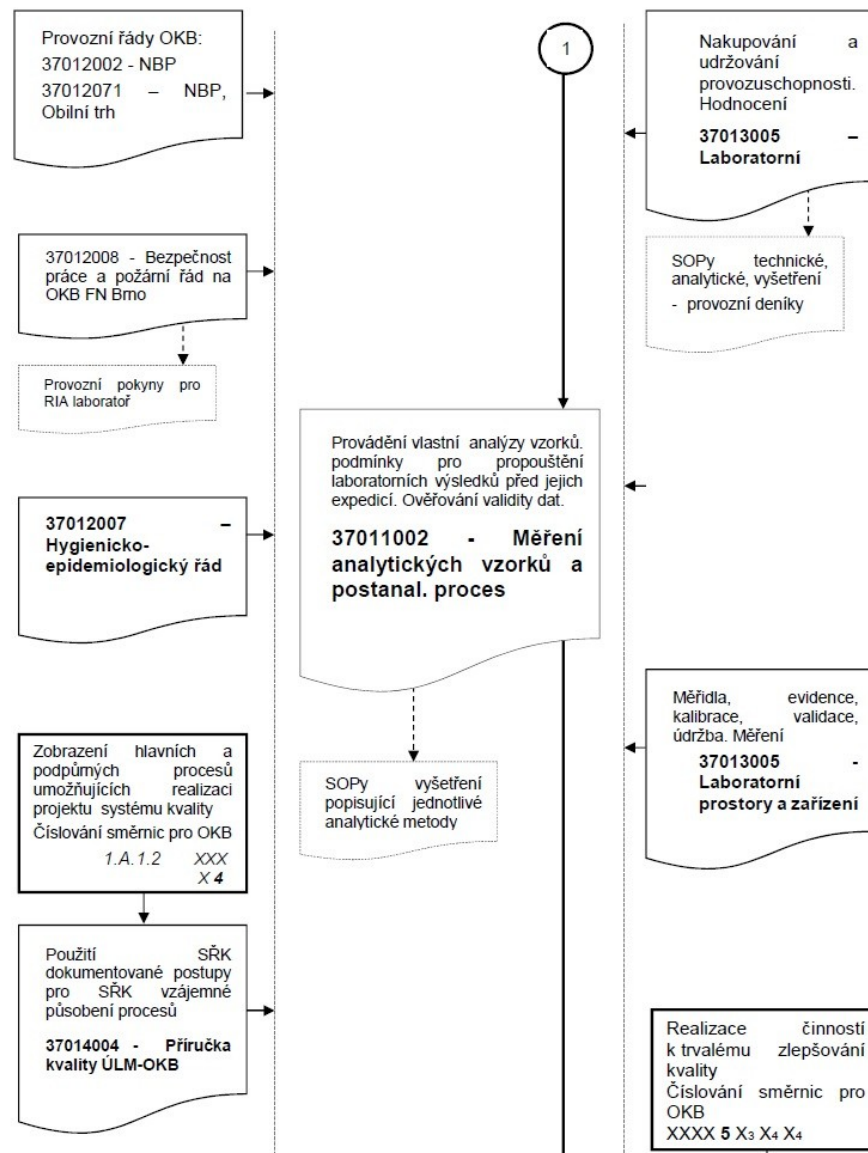 Provozní řády OKB:
37012002 - NBP
37012071 – NBP,
Obilní trh
37012008 - Bezpečnost
práce a požární řád na
OKB FN Brno
Provozní pokyny pro
RIA laboratoř
37012007 –
Hygienicko-
epidemiologický řád
Zobrazení hlavních a
podpůrných procesů
umožňujících realizaci
projektu systému kvality
Číslování směrnic pro OKB
1.A.1.2 XXX
X 4
Použití SŘK
dokumentované postupy
pro SŘK vzájemné
působení procesů
37014004 - Příručka
kvality ÚLM-OKB
1
Provádění vlastní analýzy vzorků.
podmínky pro propouštění
laboratorních výsledků před jejich
expedicí. Ověřování validity dat.
37011002 - Měření
analytických vzorků a
postanal. proces
SOPy vyšetření
popisující jednotlivé
analytické metody
Nakupování a
udržování
provozuschopnosti.
Hodnocení
37013005 –
Laboratorní
SOPy technické,
analytické, vyšetření
- provozní deníky
Měřidla, evidence,
kalibrace, validace,
údržba. Měření
37013005 -
Laboratorní
prostory a zařízení
Realizace činností
k trvalému zlepšování
kvality
Číslování směrnic pro
OKB
XXXX 5 X3 X4 X4